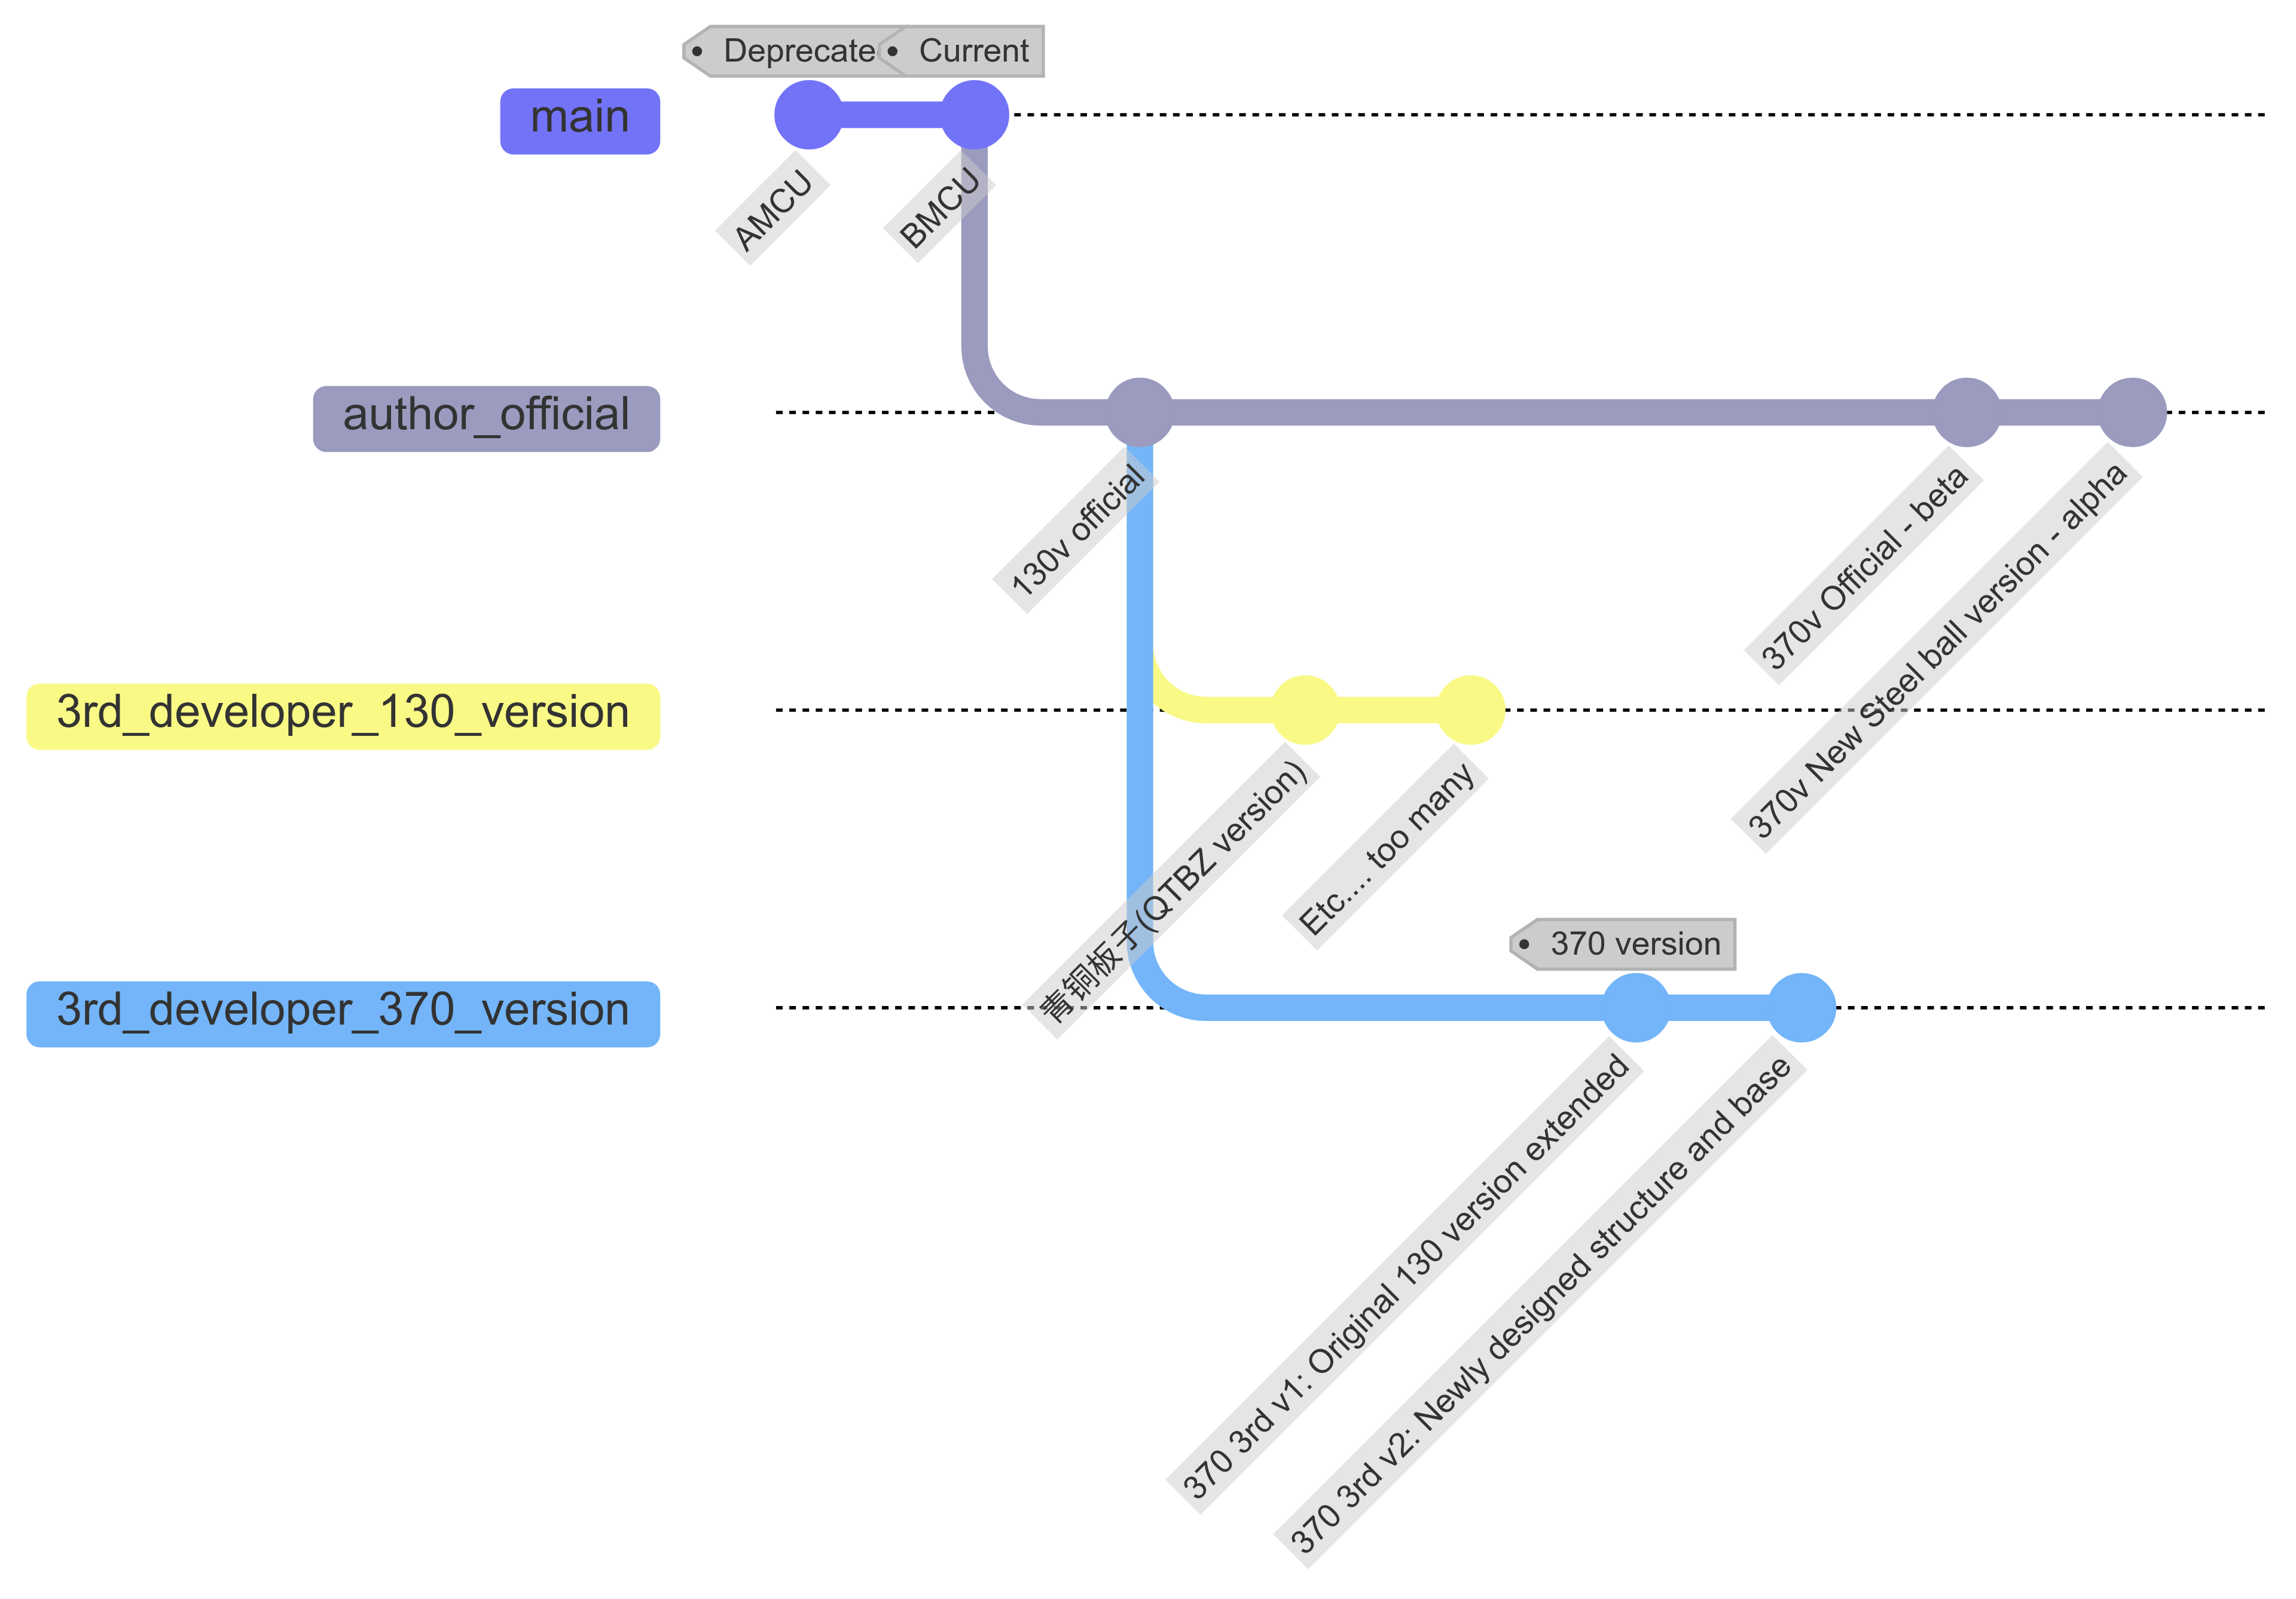 Deprecate
Current
main
AMCU
BMCU
author_official
130v official
370v Official - beta
370v New Steel ball version - alpha
3rd_developer_130_version
青铜板子(QTBZ version)
Etc.... too many
370 version
3rd_developer_370_version
370 3rd v1: Original 130 version extended
370 3rd v2: Newly designed structure and base